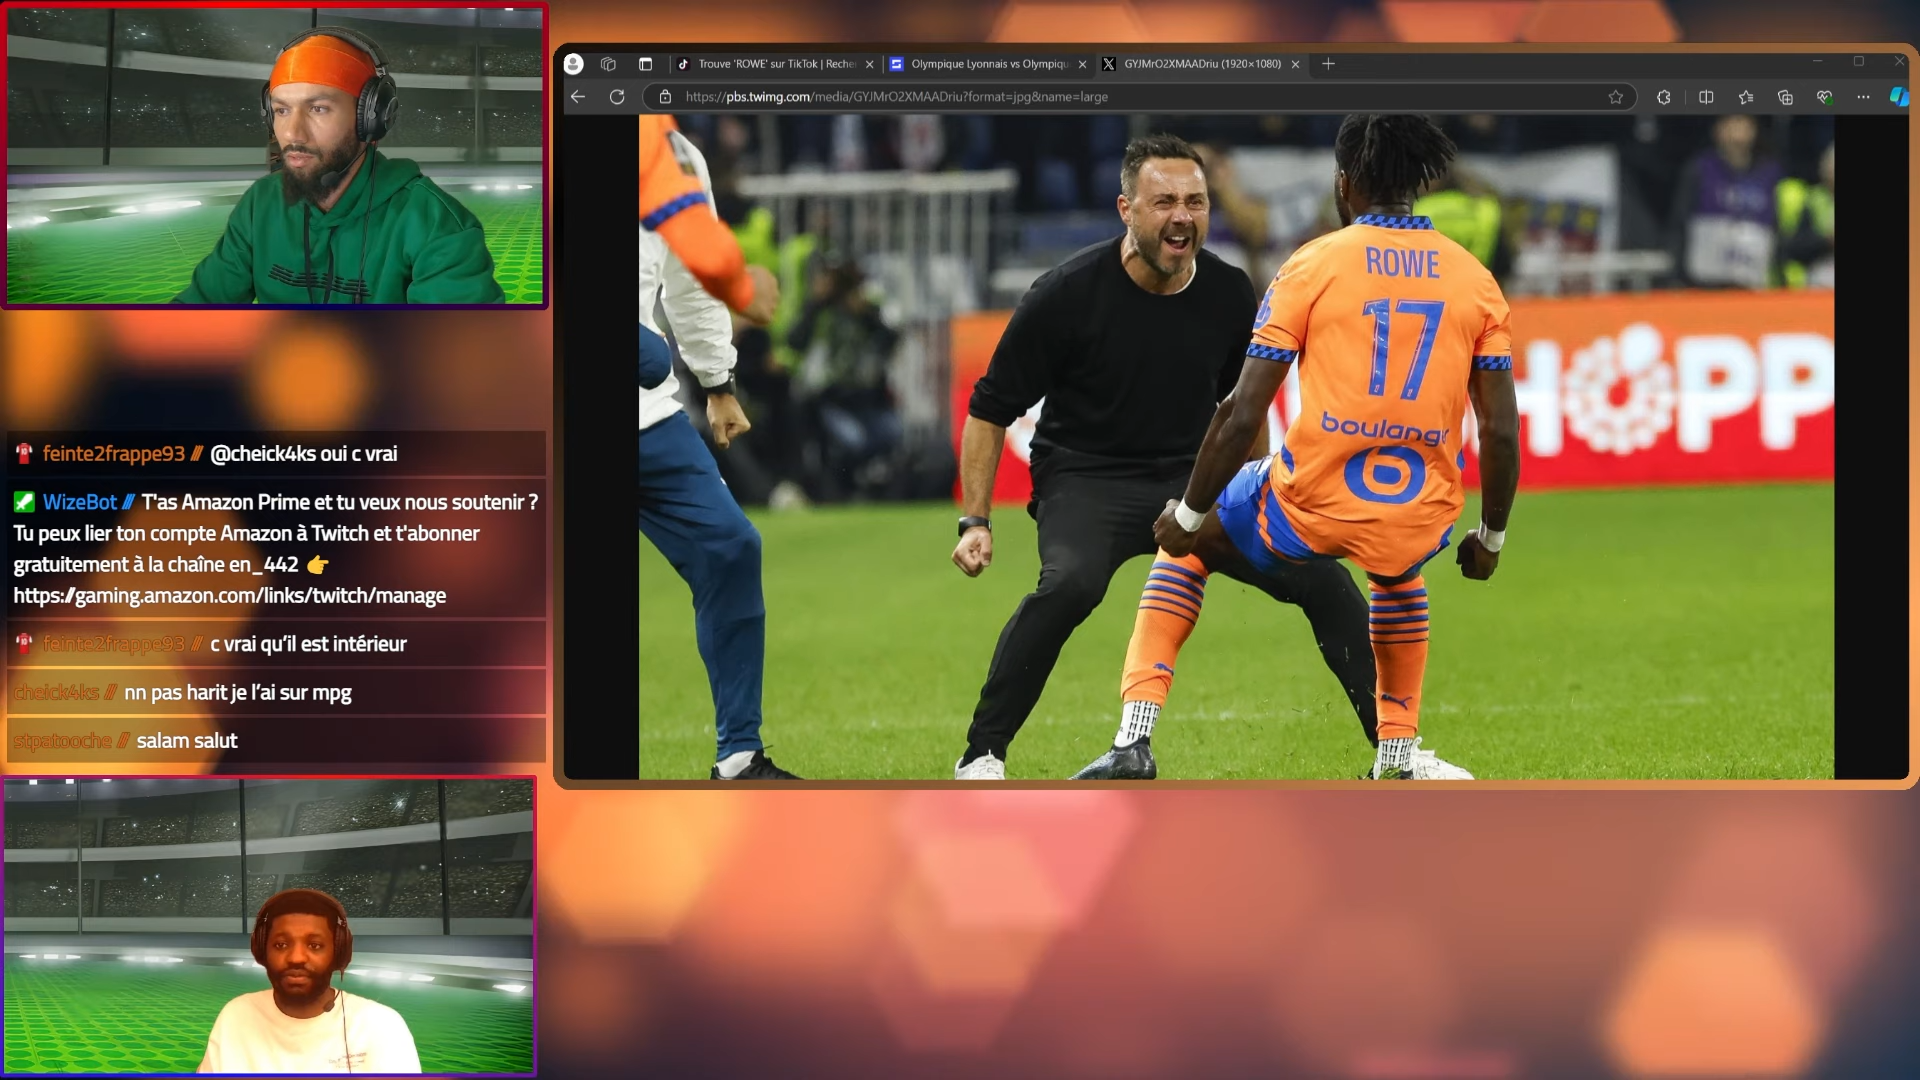 Trouve 'ROWE' sur TikTok | Reche
Olympique Lyonnais vs Olympiqu
GYJMrO2XMAADriu (1920×1080)
https://pbs.twimg.com/media/GYJMrO2XMAADriu?format=jpg&name=large
ROWE
17
boulang
HOPP
feinte2frappe93 // @cheick4ks oui c vrai
WizeBot /// T'as Amazon Prime et tu veux nous soutenir ?
Tu peux lier ton compte Amazon à Twitch et t'abonner
gratuitement à la chaîne en_442 👉
https://gaming.amazon.com/links/twitch/manage
feinte2frappe93 /// c vrai qu’il est intérieur
cheick4ks // nn pas harit je l’ai sur mpg
stpatooche // salam salut